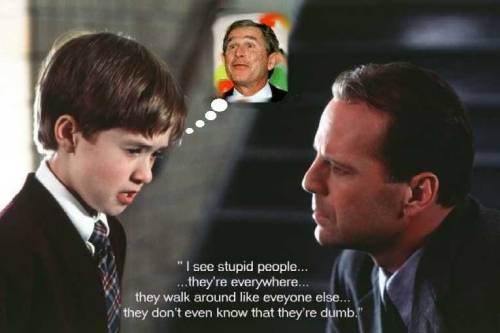 " I see stupid people...
...they're everywhere...
they walk around like eveyone else...
they don't even know that they're dumb."